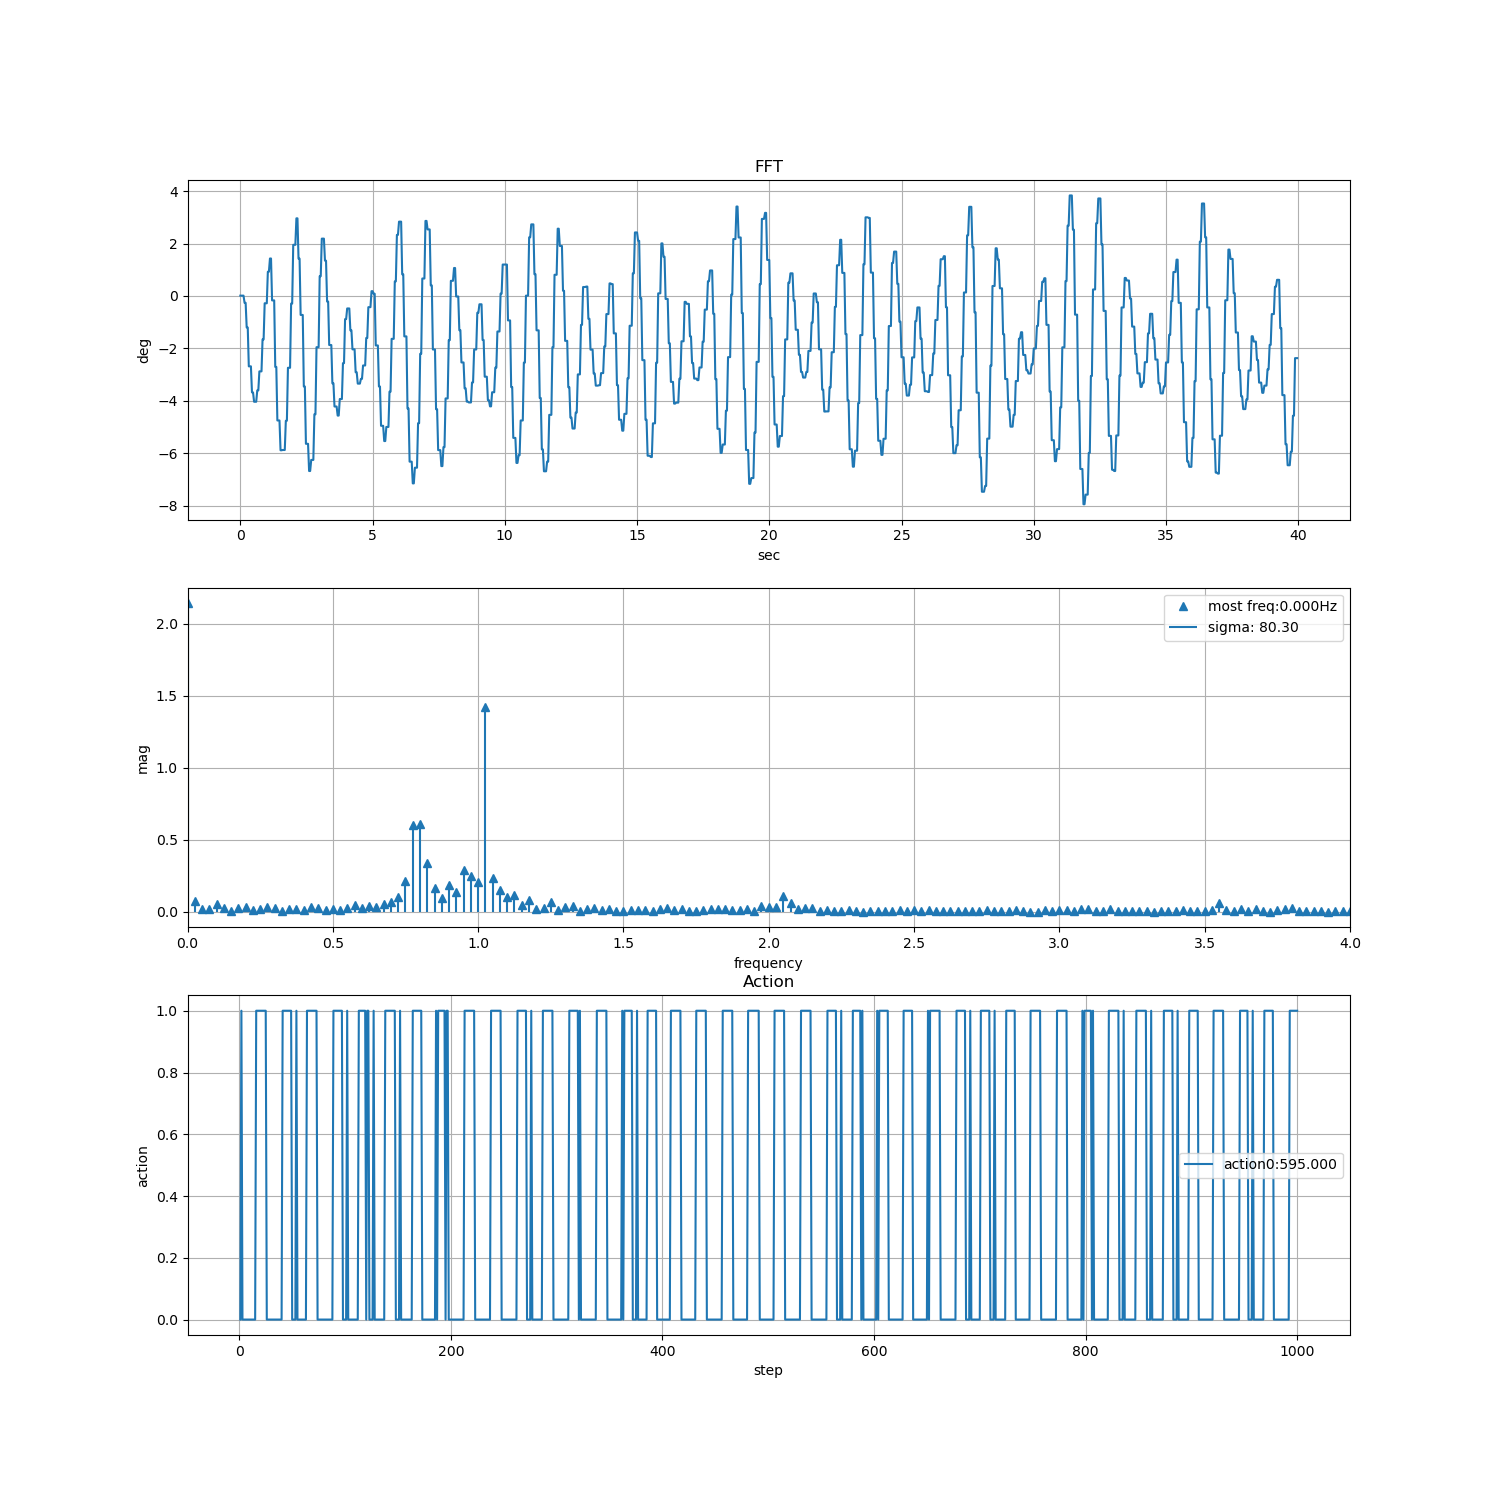 FFT
4
2
0
−2
−4
−6
−8
deg
0 5 10 15 20 25 30 35 40
sec
2.0
1.5
1.0
0.5
0.0
mag
most freq:0.000Hz
sigma: 80.30
0.0 0.5 1.0 1.5 2.0 2.5 3.0 3.5 4.0
frequency
Action
1.0
0.8
0.6
0.4
0.2
0.0
action
action0:595.000
0 200 400 600 800 1000
step